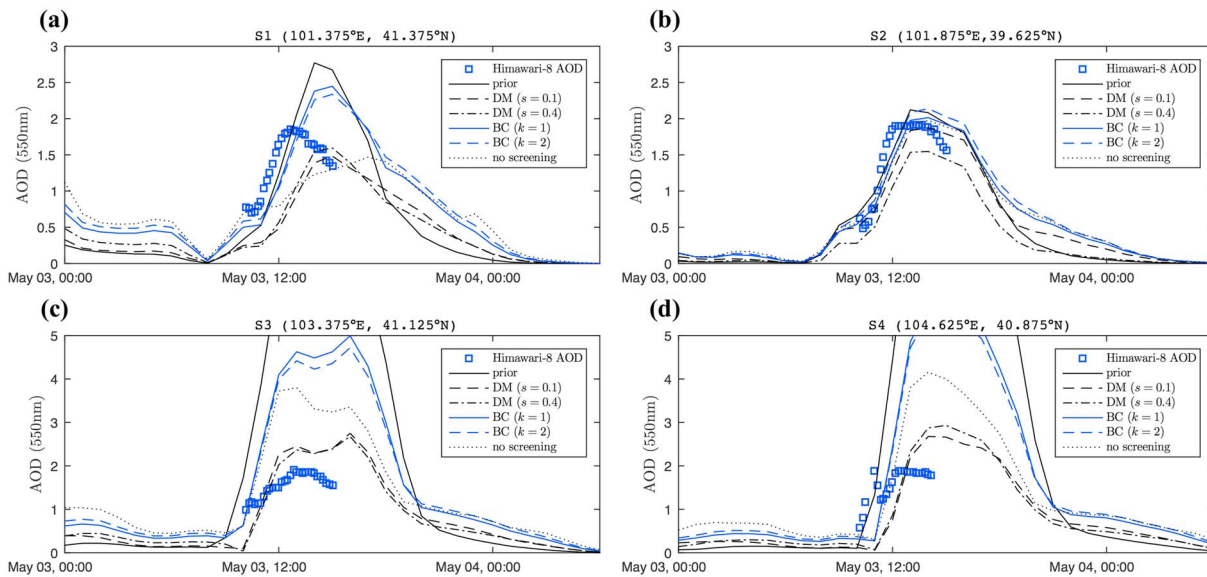 (a)
S1 (101.375°E, 41.375°N)
3
2.5
2
1.5
1
0.5
0
AOD (550nm)
Himawari-8 AOD
prior
DM (s = 0.1)
DM (s = 0.4)
BC (k = 1)
BC (k = 2)
no screening
May 03, 00:00
May 03, 12:00
May 04, 00:00
(b)
S2 (101.875°E,39.625°N)
3
2.5
2
1.5
1
0.5
0
AOD (550nm)
Himawari-8 AOD
prior
DM (s = 0.1)
DM (s = 0.4)
BC (k = 1)
BC (k = 2)
no screening
May 03, 00:00
May 03, 12:00
May 04, 00:00
(c)
S3 (103.375°E, 41.125°N)
5
4
3
2
1
0
AOD (550nm)
Himawari-8 AOD
prior
DM (s = 0.1)
DM (s = 0.4)
BC (k = 1)
BC (k = 2)
no screening
May 03, 00:00
May 03, 12:00
May 04, 00:00
(d)
S4 (104.625°E, 40.875°N)
5
4
3
2
1
0
AOD (550nm)
Himawari-8 AOD
prior
DM (s = 0.1)
DM (s = 0.4)
BC (k = 1)
BC (k = 2)
no screening
May 03, 00:00
May 03, 12:00
May 04, 00:00